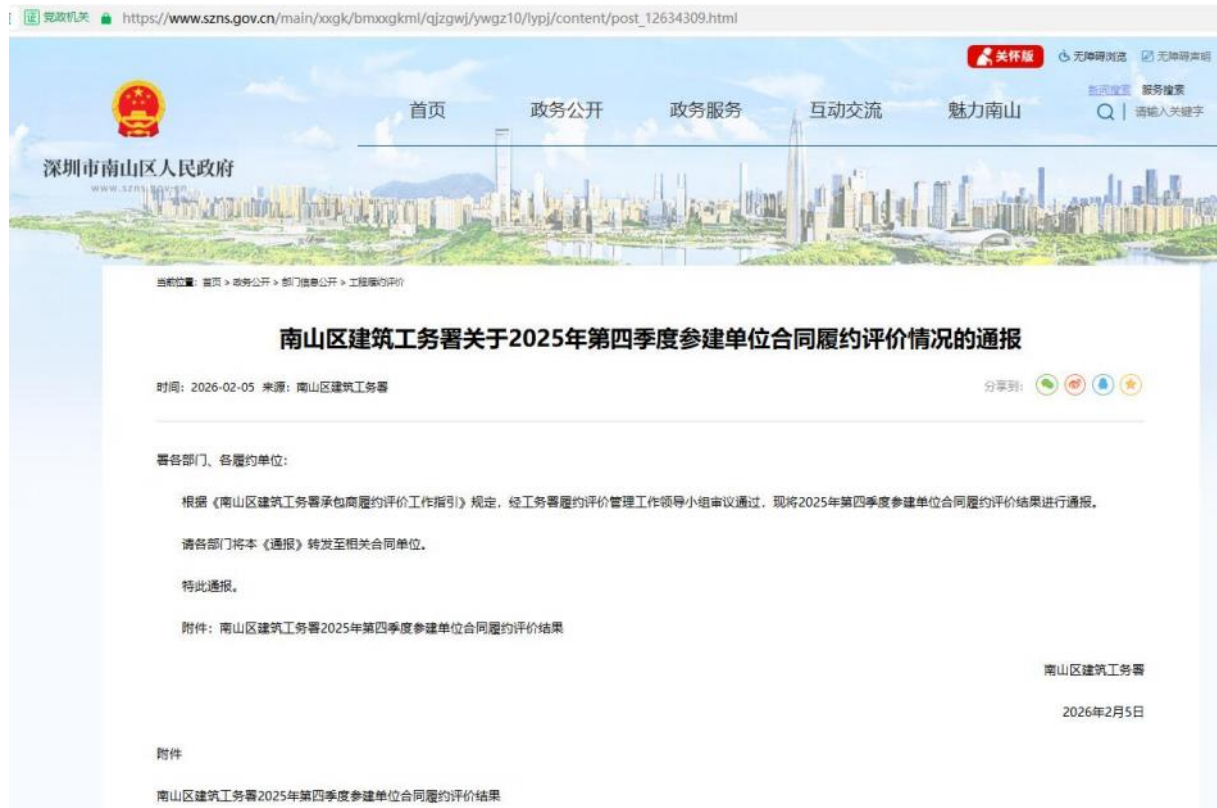 党政机关 https://www.szns.gov.cn/main/xxgk/bmxxgkml/qjzgwj/ywgz10/lypj/content/post_12634309.html
关怀版 无障碍浏览 无障碍声明
新闻搜索 服务搜索
首页 政务公开 政务服务 互动交流 魅力南山 请输入关键字
深圳市南山区人民政府
www.szns.gov.cn
当前位置：首页 > 政务公开 > 部门信息公开 > 工程履约评价
南山区建筑工务署关于2025年第四季度参建单位合同履约评价情况的通报
时间：2026-02-05 来源：南山区建筑工务署 分享到：
署各部门、各履约单位：
根据《南山区建筑工务署承包商履约评价工作指引》规定，经工务署履约评价管理工作领导小组审议通过，现将2025年第四季度参建单位合同履约评价结果进行通报。
请各部门将本《通报》转发至相关合同单位。
特此通报。
附件：南山区建筑工务署2025年第四季度参建单位合同履约评价结果
南山区建筑工务署
2026年2月5日
附件
南山区建筑工务署2025年第四季度参建单位合同履约评价结果